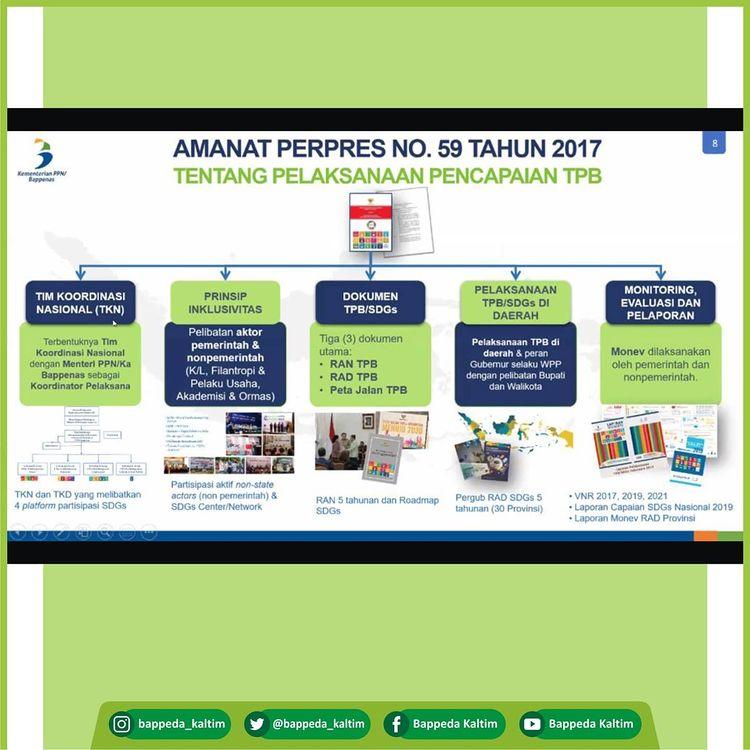 Kementerian PPN/
Bappenas
AMANAT PERPRES NO. 59 TAHUN 2017
TENTANG PELAKSANAAN PENCAPAIAN TPB
8
TIM KOORDINASI
NASIONAL (TKN)
Terbentuknya Tim
Koordinasi Nasional
dengan Menteri PPN/Ka
Bappenas sebagai
Koordinator Pelaksana
TKN dan TKD yang melibatkan
4 platform partisipasi SDGs
PRINSIP
INKLUSIVITAS
Pelibatan aktor
pemerintah &
nonpemerintah
(K/L, Filantropi &
Pelaku Usaha,
Akademisi & Ormas)
Partisipasi aktif non-state
actors (non pemerintah) &
SDGs Center/Network
DOKUMEN
TPB/SDGs
Tiga (3) dokumen
utama:
• RAN TPB
• RAD TPB
• Peta Jalan TPB
RAN 5 tahunan dan Roadmap
SDGs
PELAKSANAAN
TPB/SDGs DI
DAERAH
Pelaksanaan TPB di
daerah & peran
Gubernur selaku WPP
dengan pelibatan Bupati
dan Walikota
Pergub RAD SDGs 5
tahunan (30 Provinsi)
MONITORING,
EVALUASI DAN
PELAPORAN
Monev dilaksanakan
oleh pemerintah dan
nonpemerintah.
• VNR 2017, 2019, 2021
• Laporan Capaian SDGs Nasional 2019
• Laporan Monev RAD Provinsi
bappeda_kaltim
@bappeda_kaltim
Bappeda Kaltim
Bappeda Kaltim